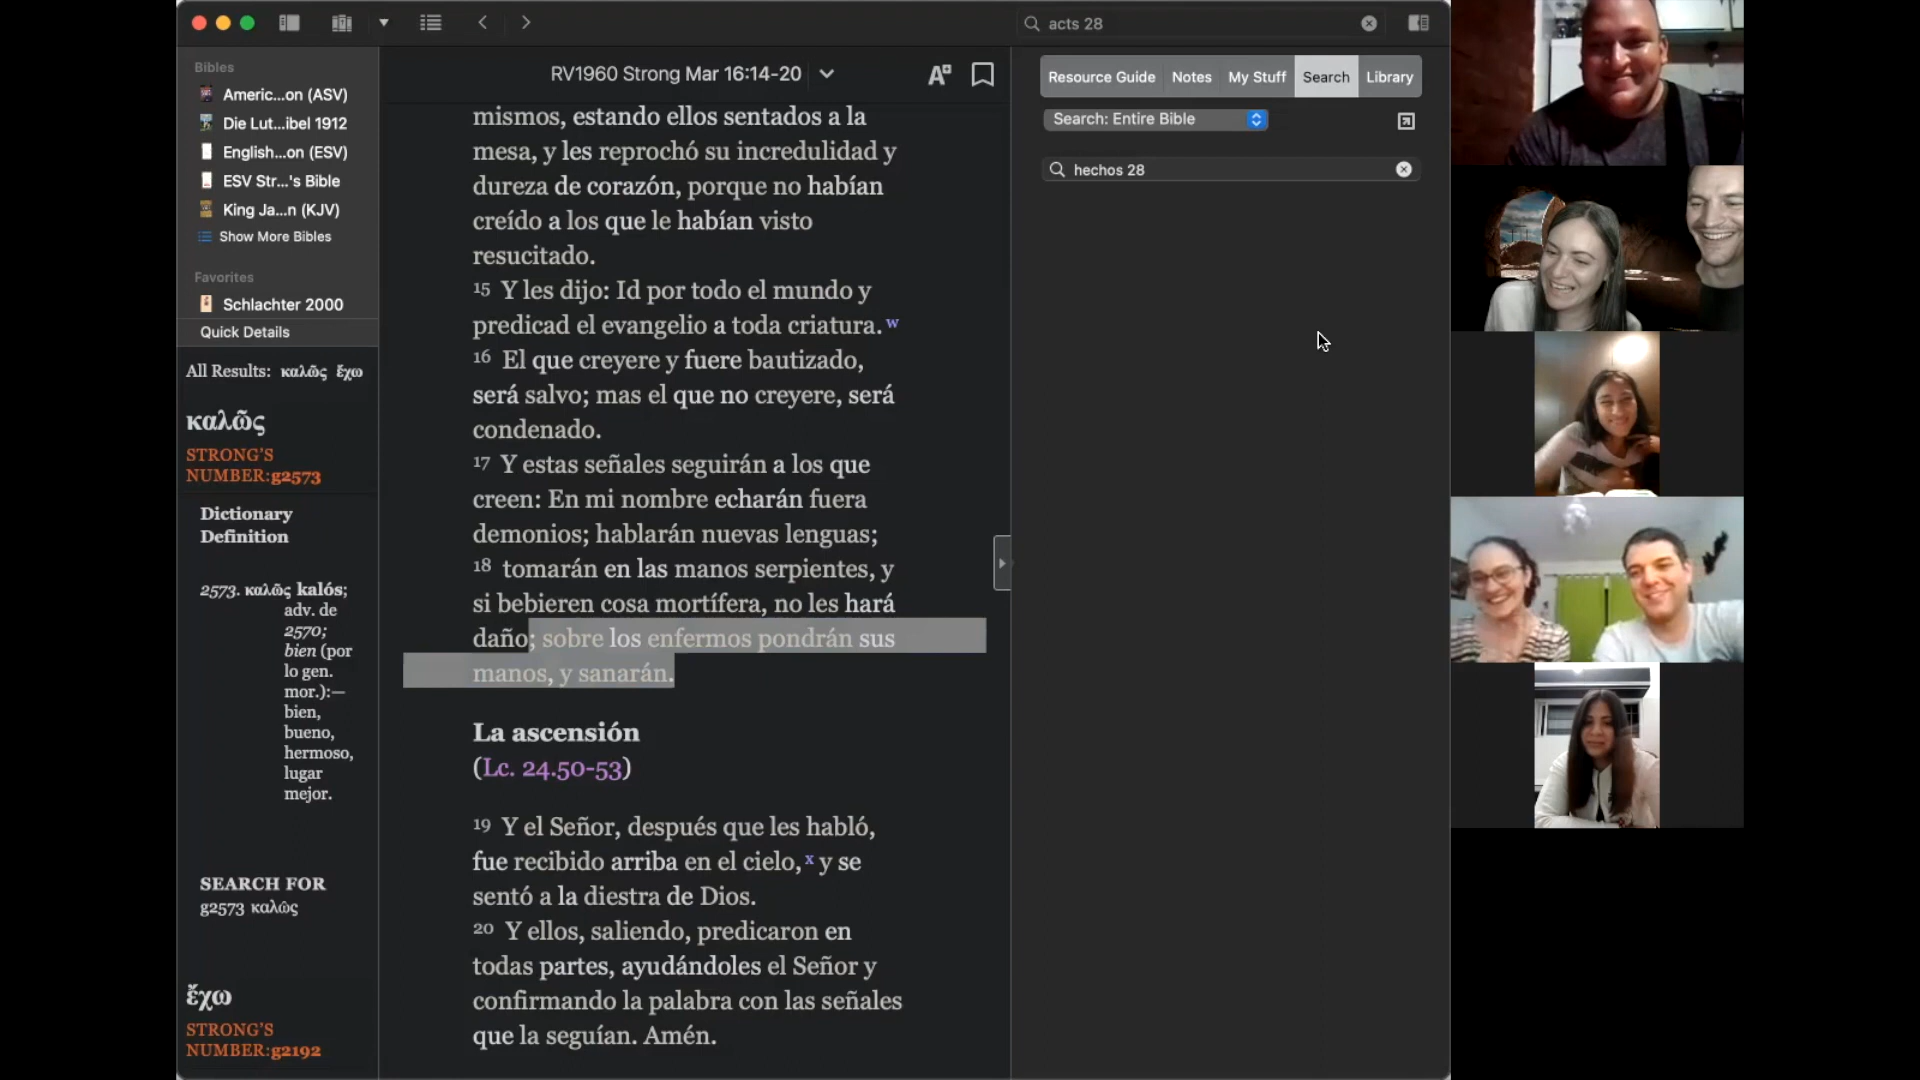 acts 28
Bibles
Americ...on (ASV)
Die Lut...ibel 1912
English...on (ESV)
ESV Str...'s Bible
King Ja...n (KJV)
Show More Bibles
Favorites
Schlachter 2000
Quick Details
All Results: καλῶς ἔχω
καλῶς
STRONG'S
NUMBER:g2573
Dictionary
Definition
2573. καλῶς kalós;
adv. de
2570;
bien (por
lo gen.
mor.):—
bien,
bueno,
hermoso,
lugar
mejor.
SEARCH FOR
g2573 καλῶς
ἔχω
STRONG'S
NUMBER:g2192
RV1960 Strong Mar 16:14-20
mismos, estando ellos sentados a la
mesa, y les reprochó su incredulidad y
dureza de corazón, porque no habían
creído a los que le habían visto
resucitado.
15 Y les dijo: Id por todo el mundo y
predicad el evangelio a toda criatura. w
16 El que creyere y fuere bautizado,
será salvo; mas el que no creyere, será
condenado.
17 Y estas señales seguirán a los que
creen: En mi nombre echarán fuera
demonios; hablarán nuevas lenguas;
18 tomarán en las manos serpientes, y
si bebieren cosa mortífera, no les hará
daño; sobre los enfermos pondrán sus
manos, y sanarán.
La ascensión
(Lc. 24.50-53)
19 Y el Señor, después que les habló,
fue recibido arriba en el cielo, x y se
sentó a la diestra de Dios.
20 Y ellos, saliendo, predicaron en
todas partes, ayudándoles el Señor y
confirmando la palabra con las señales
que la seguían. Amén.
Resource Guide Notes My Stuff Search Library
Search: Entire Bible
hechos 28